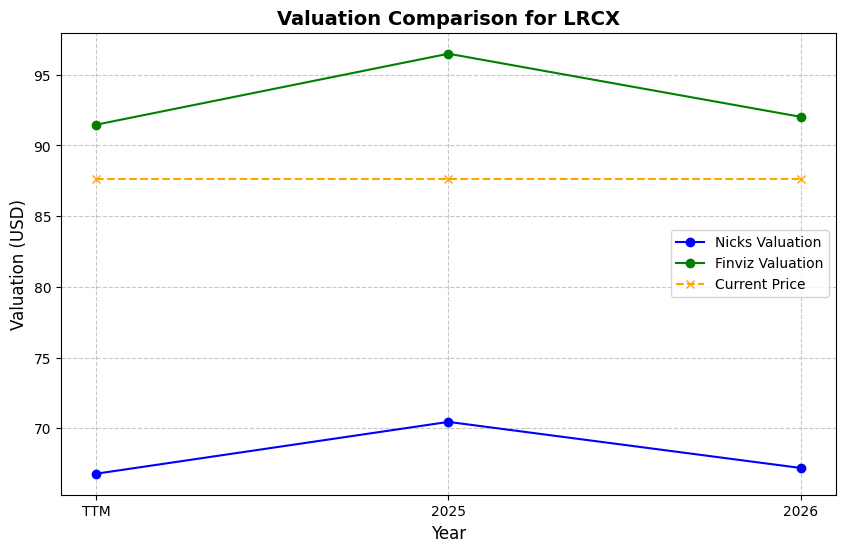 Valuation Comparison for LRCX
Valuation (USD)
95
90
85
80
75
70
Nicks Valuation
Finviz Valuation
Current Price
TTM
2025
2026
Year